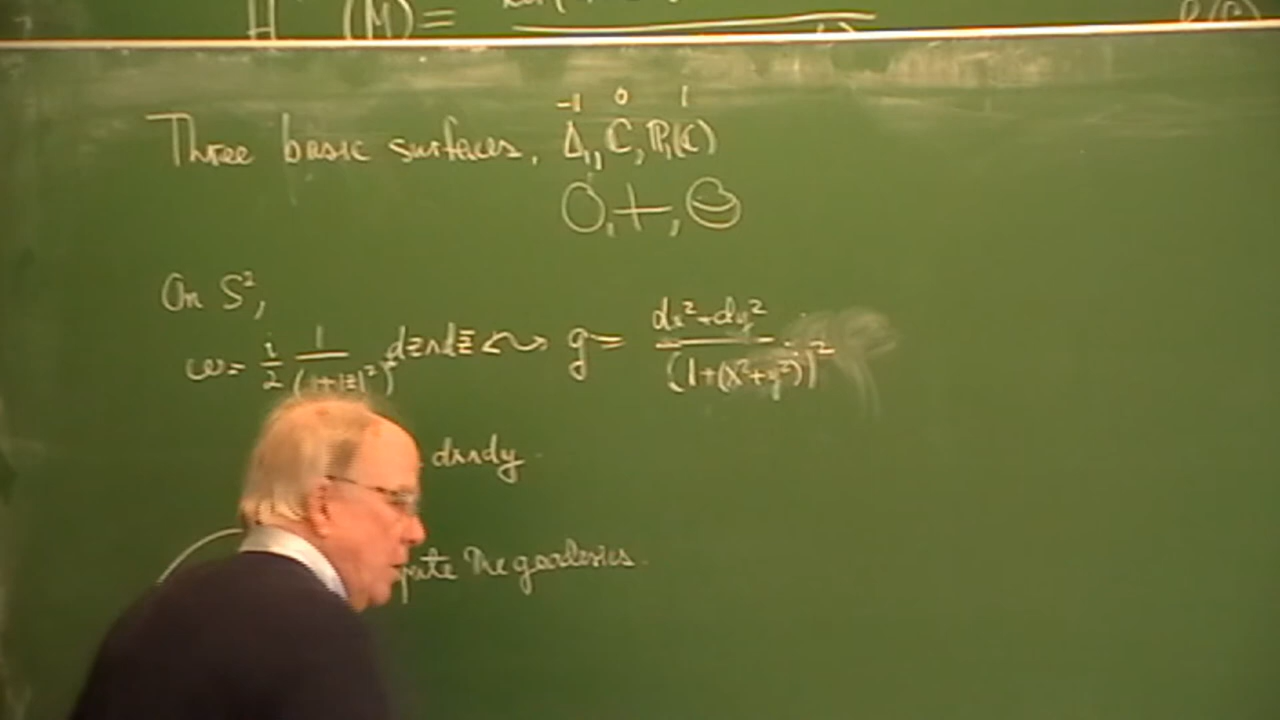 H (M) =
-1 0 1
Three basic surfaces, Δ, ℂ, ℙ₁(ℂ)
On S²,
ω = i/2 1/(1+|z|²)² dz∧dz̄ ↔ g = dx²+dy² / (1+(x²+y²))²
dx∧dy.
the geodesics.